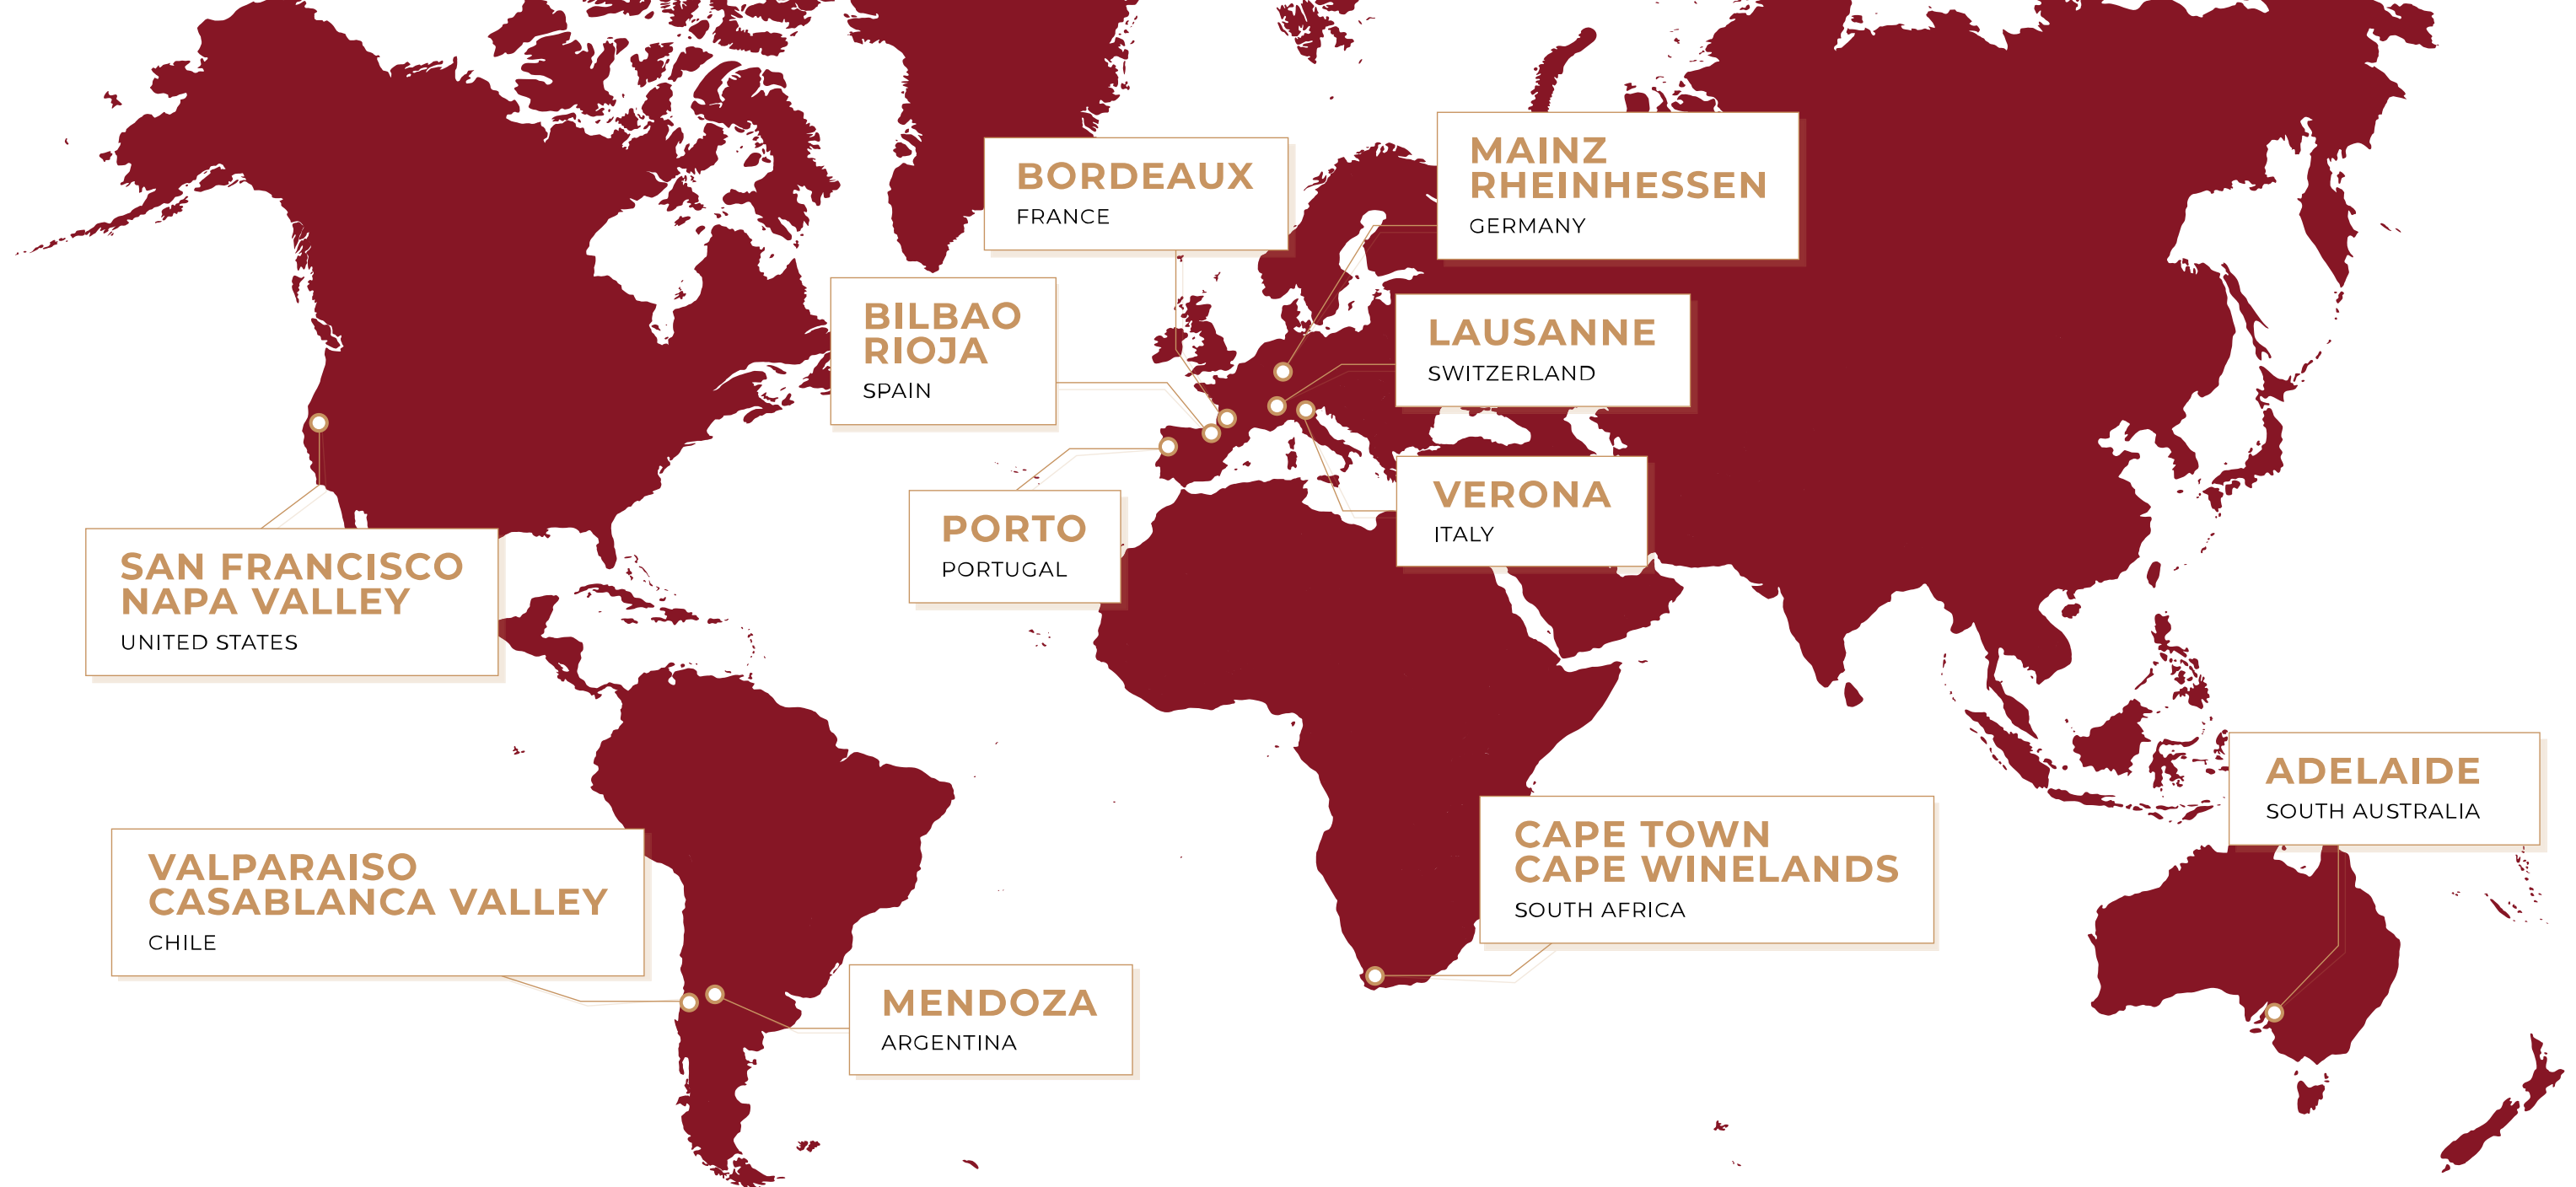 BORDEAUX
FRANCE
MAINZ
RHEINHESSEN
GERMANY
BILBAO
RIOJA
SPAIN
LAUSANNE
SWITZERLAND
PORTO
PORTUGAL
VERONA
ITALY
SAN FRANCISCO
NAPA VALLEY
UNITED STATES
ADELAIDE
SOUTH AUSTRALIA
VALPARAISO
CASABLANCA VALLEY
CHILE
CAPE TOWN
CAPE WINELANDS
SOUTH AFRICA
MENDOZA
ARGENTINA